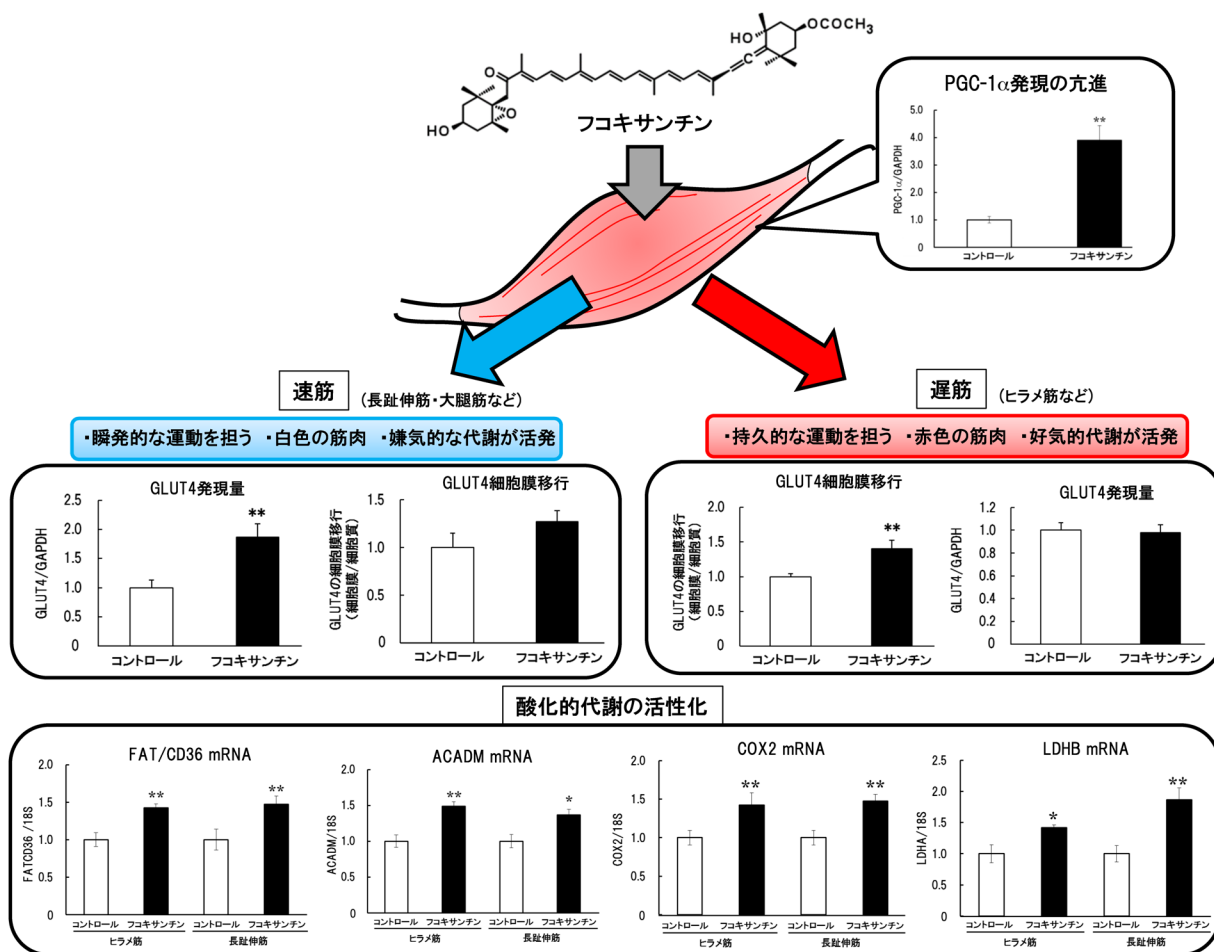 HO
O
O
HO
OCOCH3
フコキサンチン
PGC-1α発現の亢進
PGC-1α/GAPDH
5.0
4.0
3.0
2.0
1.0
0
**
コントロール
フコキサンチン
速筋
(長趾伸筋・大腿筋など)
・瞬発的な運動を担う ・白色の筋肉 ・嫌気的な代謝が活発
遅筋
(ヒラメ筋など)
・持久的な運動を担う ・赤色の筋肉 ・好気的代謝が活発
GLUT4発現量
GLUT4/GAPDH
2.5
2.0
1.5
1.0
0.5
0
**
コントロール
フコキサンチン
GLUT4細胞膜移行
GLUT4の細胞膜移行
(細胞膜/細胞質)
1.5
1.0
0.5
0
コントロール
フコキサンチン
GLUT4細胞膜移行
GLUT4の細胞膜移行
(細胞膜/細胞質)
2.0
1.5
1.0
0.5
0
**
コントロール
フコキサンチン
GLUT4発現量
GLUT4/GAPDH
1.2
1.0
0.8
0.6
0.4
0.2
0
コントロール
フコキサンチン
酸化的代謝の活性化
FAT/CD36 mRNA
FATCD36 /18S
2.0
1.5
1.0
0.5
0
**
**
コントロール フコキサンチン コントロール フコキサンチン
ヒラメ筋 長趾伸筋
ACADM mRNA
ACADM/18S
2.0
1.5
1.0
0.5
0
**
*
コントロール フコキサンチン コントロール フコキサンチン
ヒラメ筋 長趾伸筋
COX2 mRNA
COX2/18S
2.0
1.5
1.0
0.5
0
**
**
コントロール フコキサンチン コントロール フコキサンチン
ヒラメ筋 長趾伸筋
LDHB mRNA
LDHA/18S
2.5
2.0
1.5
1.0
0.5
0
*
**
コントロール フコキサンチン コントロール フコキサンチン
ヒラメ筋 長趾伸筋